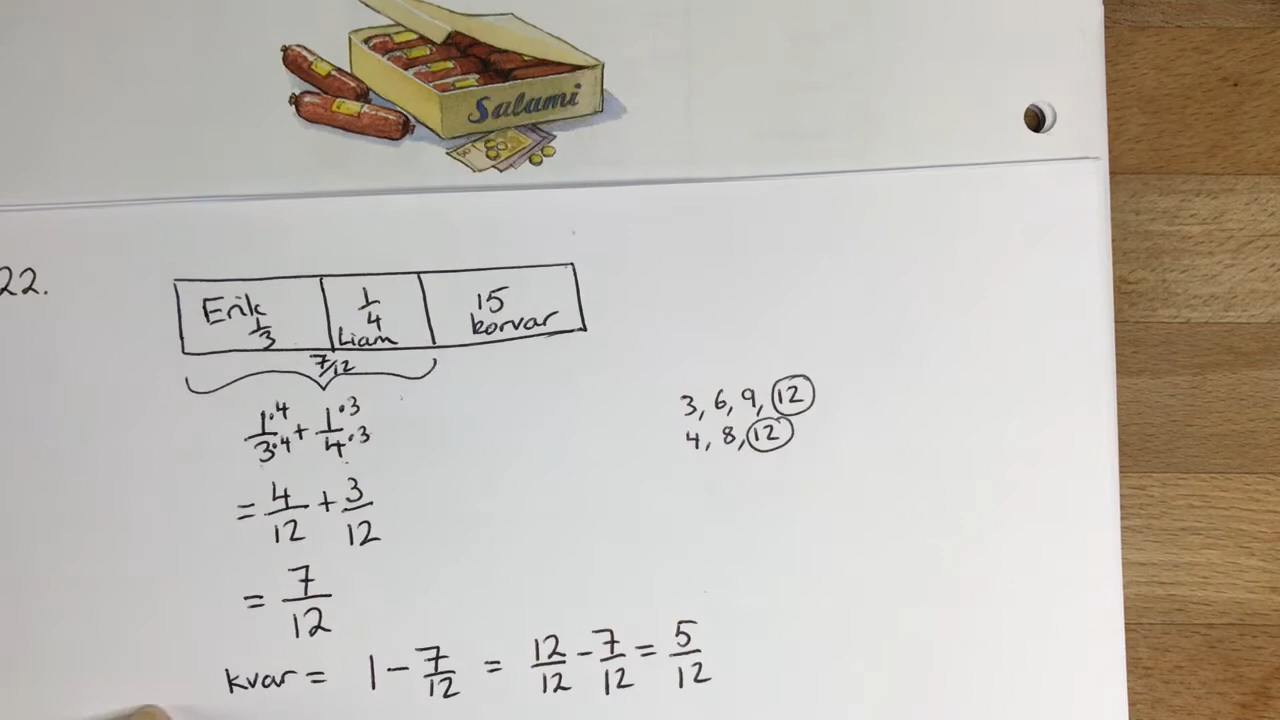 Salami
22.
Erik 1/3
1/4 Liam
15 korvar
7/12
1·4/3·4 + 1·3/4·3
3, 6, 9, 12
4, 8, 12
= 4/12 + 3/12
= 7/12
kvar = 1 - 7/12 = 12/12 - 7/12 = 5/12